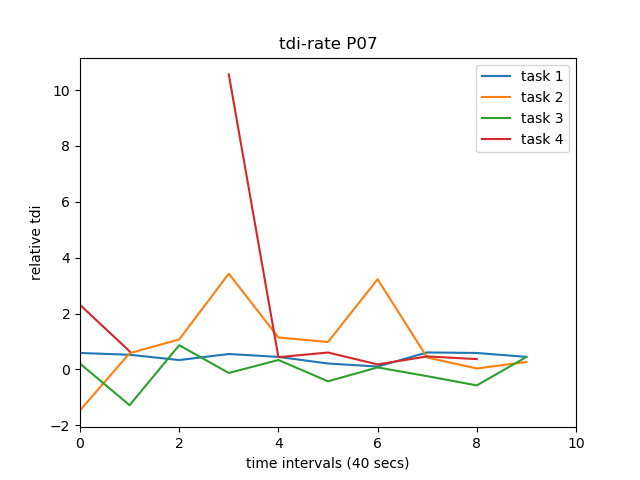 tdi-rate P07
task 1
task 2
task 3
task 4
relative tdi
10
8
6
4
2
0
−2
0 2 4 6 8 10
time intervals (40 secs)